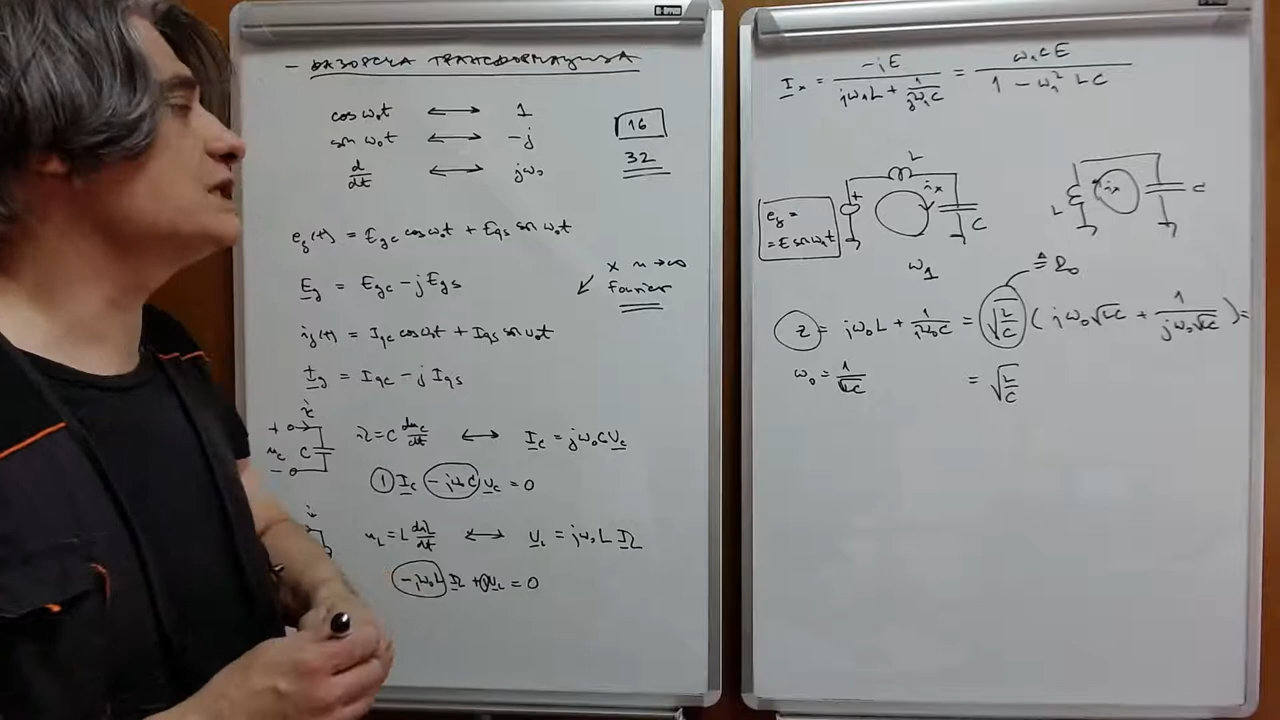 - ФАЗОРСКА ТРАНСФОРМАЦИЈА
cos ω₀t ⟷ 1
sin ω₀t ⟷ -j
d/dt ⟷ jω₀
16
32
e_g(t) = E_gc cos ω₀t + E_gs sin ω₀t
E_g = E_gc - j E_gs
x n → ∞
Fourier
i_g(t) = I_gc cos ω₀t + I_gs sin ω₀t
I_g = I_gc - j I_gs
+ i_c
u_c C
-
i_c = C du_c/dt ⟷ I_c = jω₀C U_c
1 I_c - jω₀C U_c = 0
u_L = L di_L/dt ⟷ U_L = jω₀L I_L
-jω₀L I_L + 1 U_L = 0
I_x = -jE / (jω₁L + 1/(jω₁C)) = ω₁CE / (1 - ω₁² LC)
e_g =
= E sin ω₁t
+
L
i_x
C
ω₁
L
i_x
C
≜ R₀
Z = jω₀L + 1/(jω₀C) = √(L/C) ( jω₀√LC + 1/(jω₀√LC) ) =
ω₀ = 1/√LC
= √(L/C)